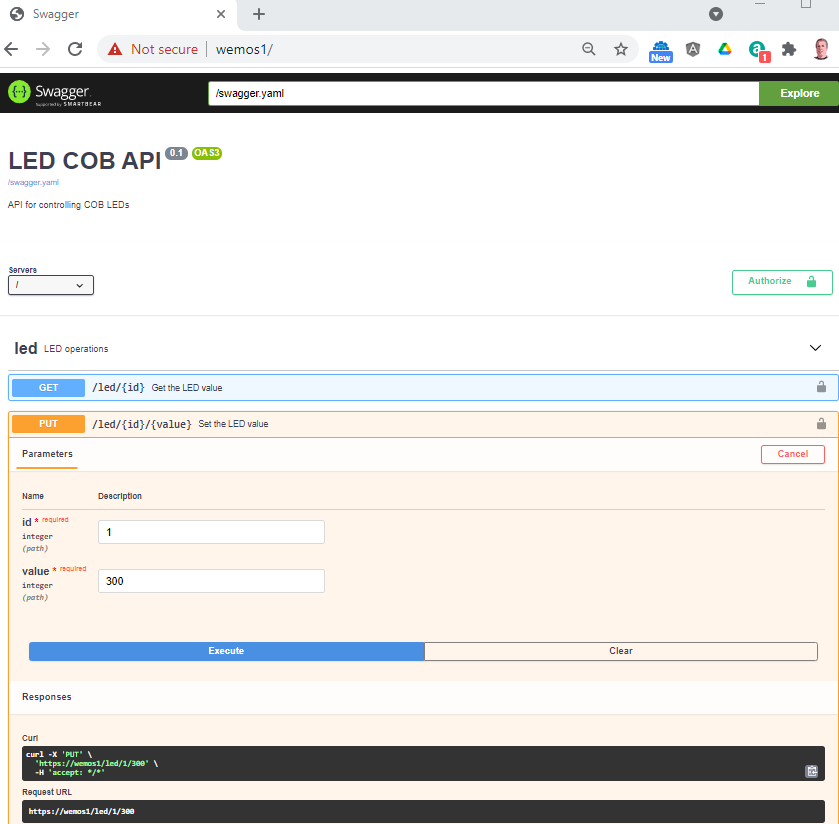 Swagger
Not secure wemos1/
New
1
Swagger
Supported by SMARTBEAR
/swagger.yaml
Explore
LED COB API 0.1 OAS3
/swagger.yaml
API for controlling COB LEDs
Servers
/
Authorize
led LED operations
GET /led/{id} Get the LED value
PUT /led/{id}/{value} Set the LED value
Parameters
Cancel
Name Description
id * required
integer
(path)
1
value * required
integer
(path)
300
Execute Clear
Responses
Curl
curl -X 'PUT' \
'https://wemos1/led/1/300' \
-H 'accept: */*'
Request URL
https://wemos1/led/1/300